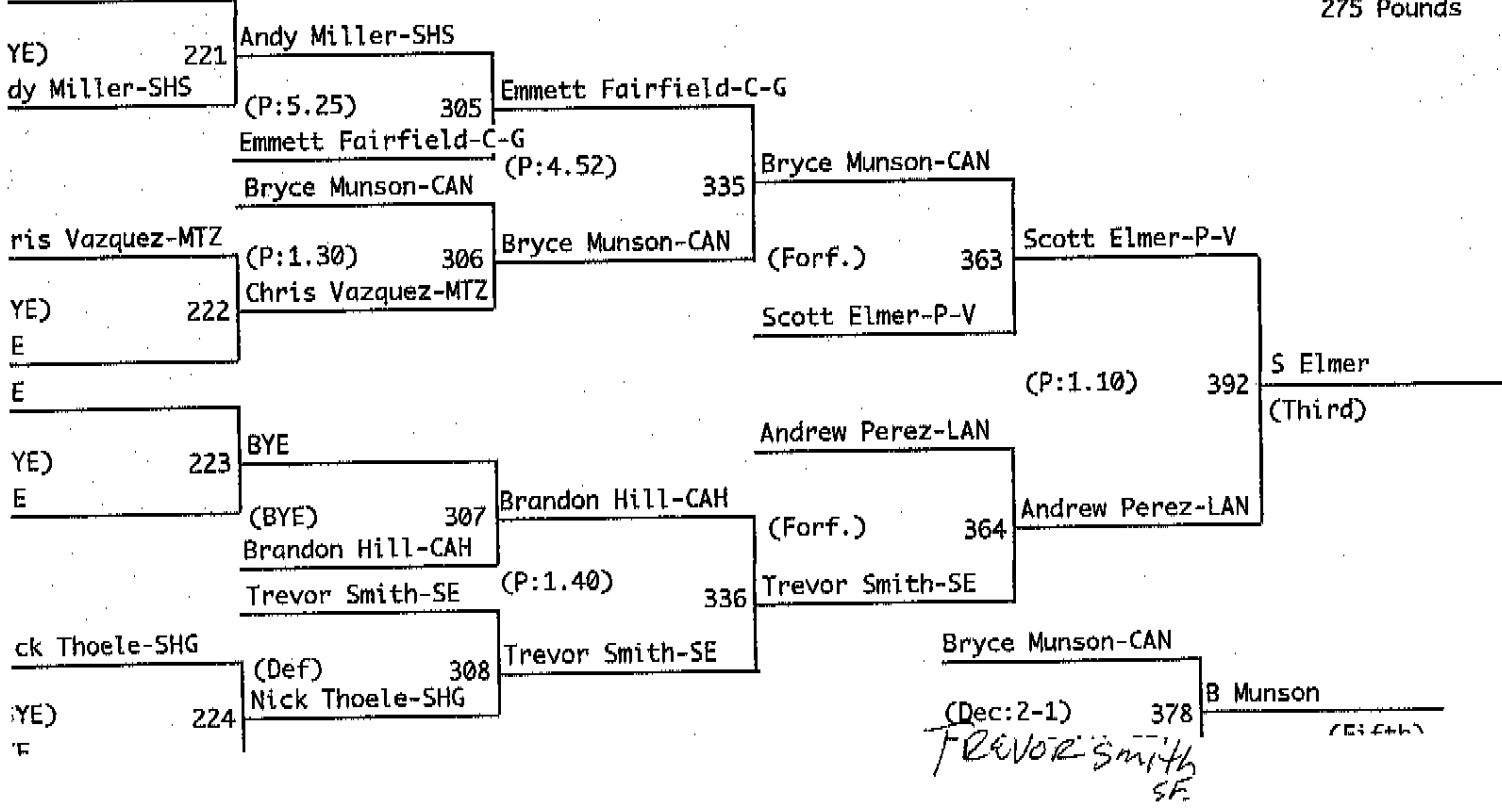 275 Pounds
YE) 221 Andy Miller-SHS
dy Miller-SHS
(P:5.25) 305 Emmett Fairfield-C-G
Emmett Fairfield-C-G
(P:4.52) 335 Bryce Munson-CAN
Bryce Munson-CAN
ris Vazquez-MTZ
(P:1.30) 306 Bryce Munson-CAN
(Forf.) 363 Scott Elmer-P-V
YE) 222 Chris Vazquez-MTZ
E
Scott Elmer-P-V
E
(P:1.10) 392 S Elmer
(Third)
YE) 223 BYE
E
Andrew Perez-LAN
(BYE) 307 Brandon Hill-CAH
Brandon Hill-CAH
(Forf.) 364 Andrew Perez-LAN
(P:1.40) 336 Trevor Smith-SE
Trevor Smith-SE
ck Thoele-SHG
(Def) 308 Trevor Smith-SE
YE) 224 Nick Thoele-SHG
E
Bryce Munson-CAN
(Dec:2-1) 378 B Munson
(Fifth)
TREVOR Smith
SE